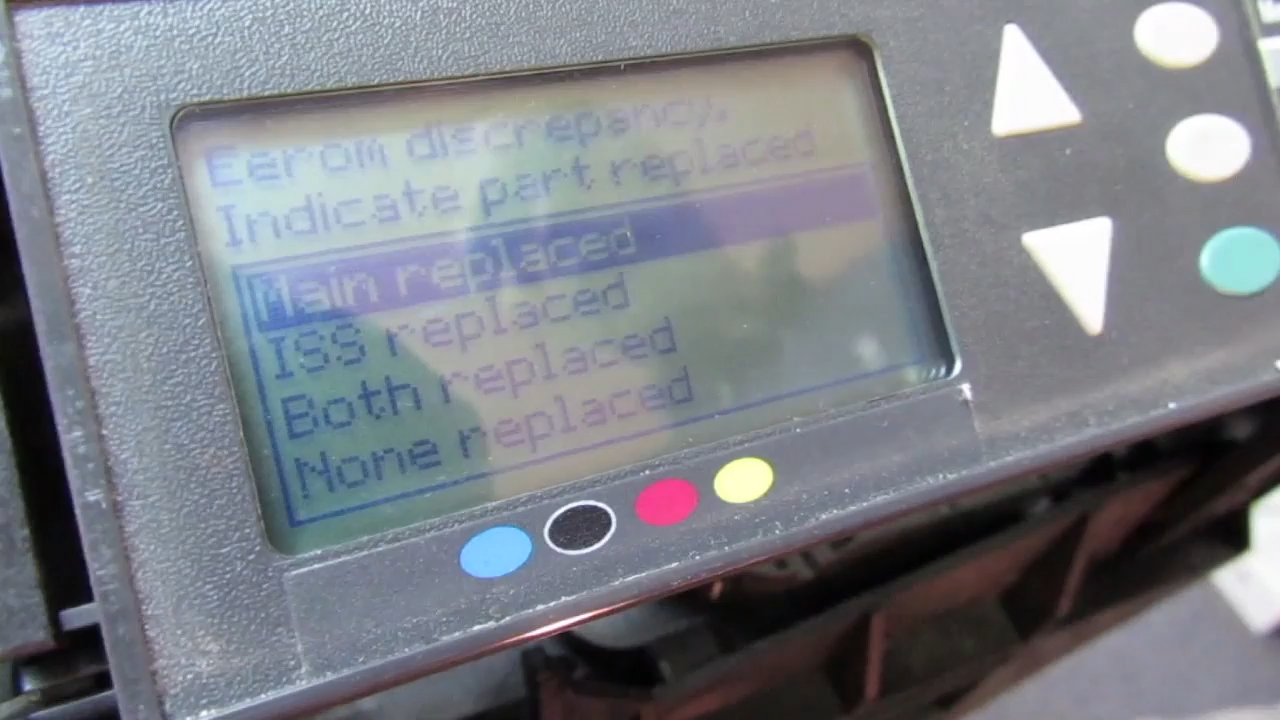 Eerom discrepancy.
Indicate part replaced
Main replaced
ISS replaced
Both replaced
None replaced